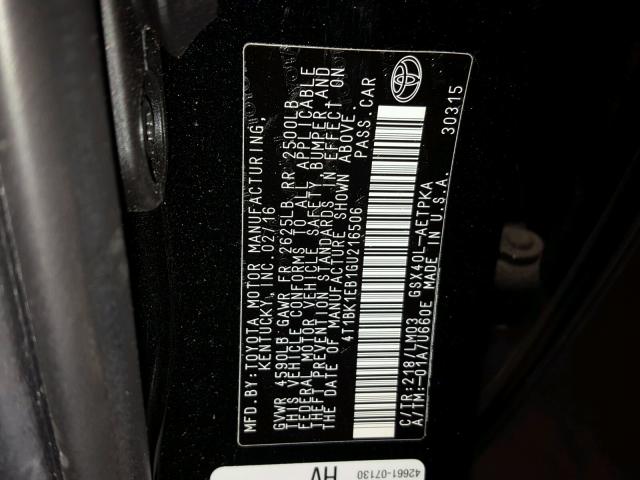 MFD.BY:TOYOTA MOTOR MANUFACTURING,
KENTUCKY, INC. 02/16
GVWR 4590LB GAWR FR 2625LB RR 2500LB
THIS VEHICLE CONFORMS TO ALL APPLICABLE
FEDERAL MOTOR VEHICLE SAFETY, BUMPER AND
THEFT PREVENTION STANDARDS IN EFFECT ON
THE DATE OF MANUFACTURE SHOWN ABOVE.
4T1BK1EB1GU216506 PASS.CAR
C/TR:218/LM03 GSX40L-AETPKA
A/TM:-01A/U660E MADE IN U.S.A.
30315
HV
42661-07130